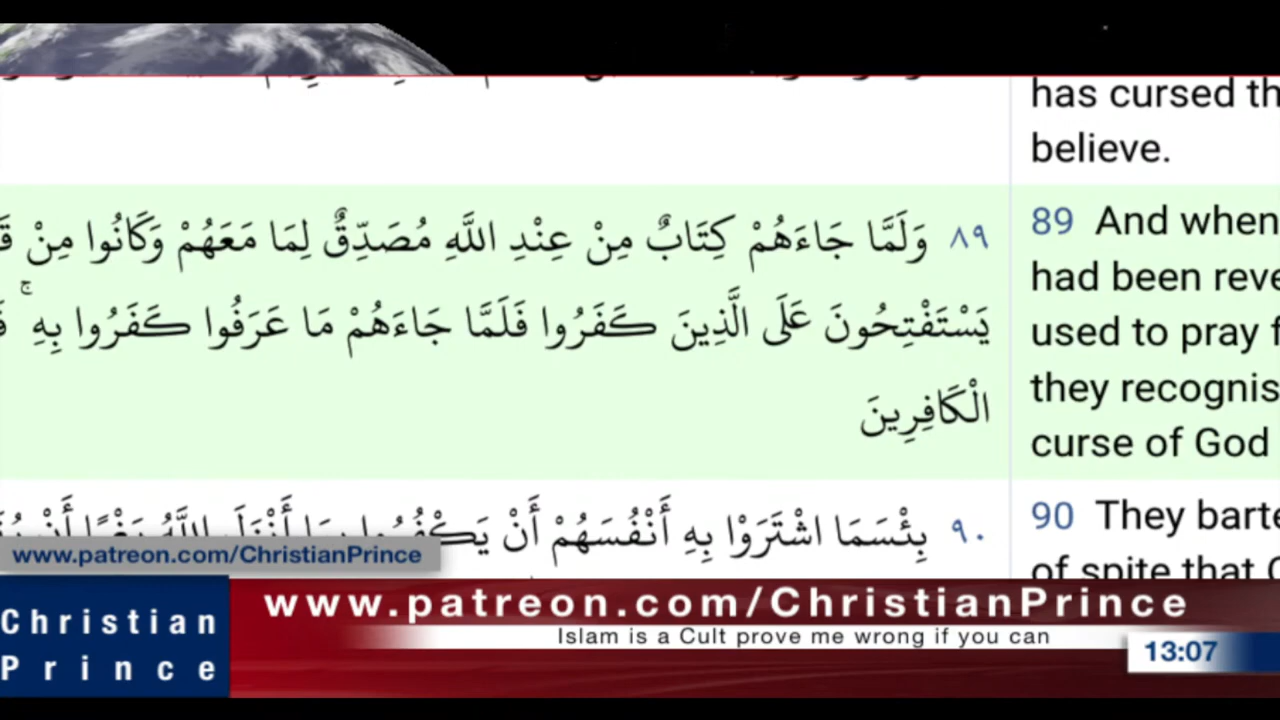 has cursed th
believe.
٨٩ وَلَمَّا جَاءَهُمْ كِتَابٌ مِنْ عِنْدِ اللَّهِ مُصَدِّقٌ لِمَا مَعَهُمْ وَكَانُوا مِنْ
يَسْتَفْتِحُونَ عَلَى الَّذِينَ كَفَرُوا فَلَمَّا جَاءَهُمْ مَا عَرَفُوا كَفَرُوا بِهِ ۚ
الْكَافِرِينَ
89 And when
had been reve
used to pray f
they recognis
curse of God
٩٠ بِئْسَمَا اشْتَرَوْا بِهِ أَنْفُسَهُمْ أَنْ
90 They barte
of spite that
www.patreon.com/ChristianPrince
www.patreon.com/ChristianPrince
Islam is a Cult prove me wrong if you can
Christian
Prince
13:07